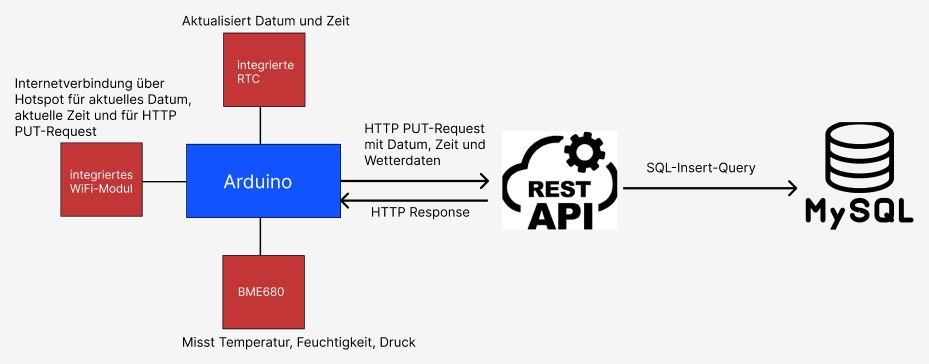 Aktualisiert Datum und Zeit
integrierte
RTC
Internetverbindung über
Hotspot für aktuelles Datum,
aktuelle Zeit und für HTTP
PUT-Request
integriertes
WiFi-Modul
Arduino
HTTP PUT-Request
mit Datum, Zeit und
Wetterdaten
HTTP Response
REST
API
SQL-Insert-Query
MySQL
BME680
Misst Temperatur, Feuchtigkeit, Druck